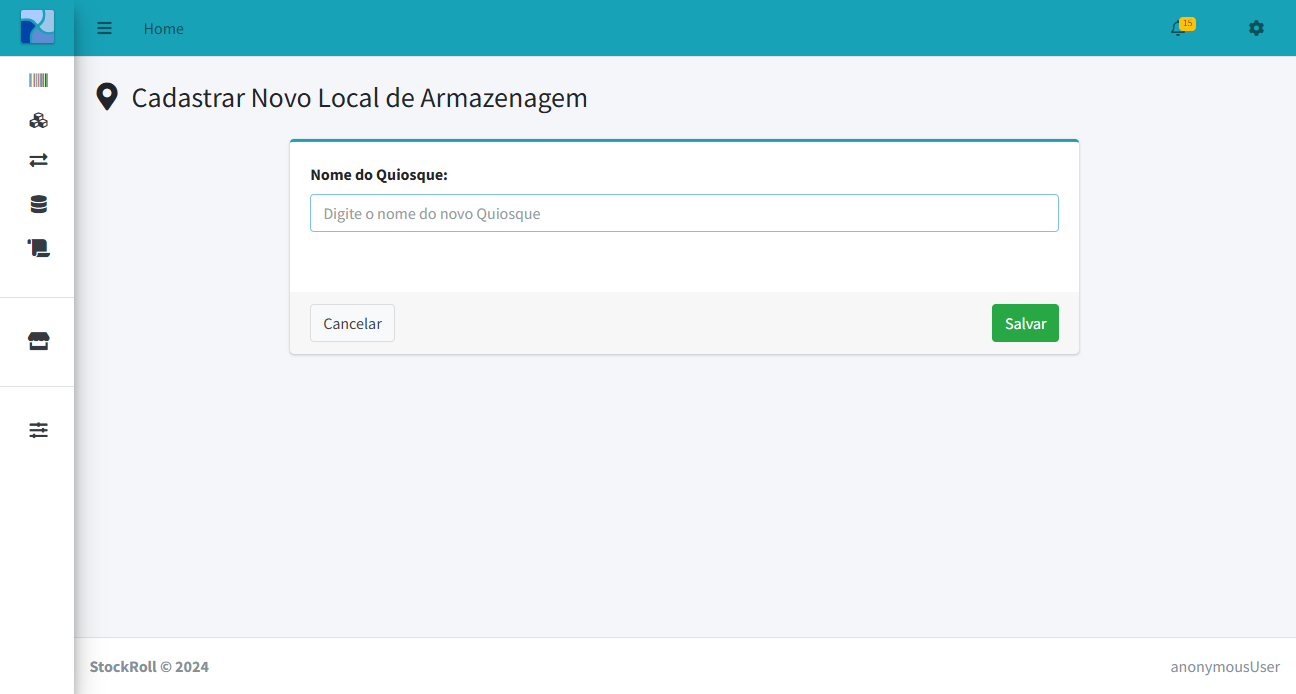 Home
15
Cadastrar Novo Local de Armazenagem
Nome do Quiosque:
Digite o nome do novo Quiosque
Cancelar
Salvar
StockRoll © 2024
anonymousUser